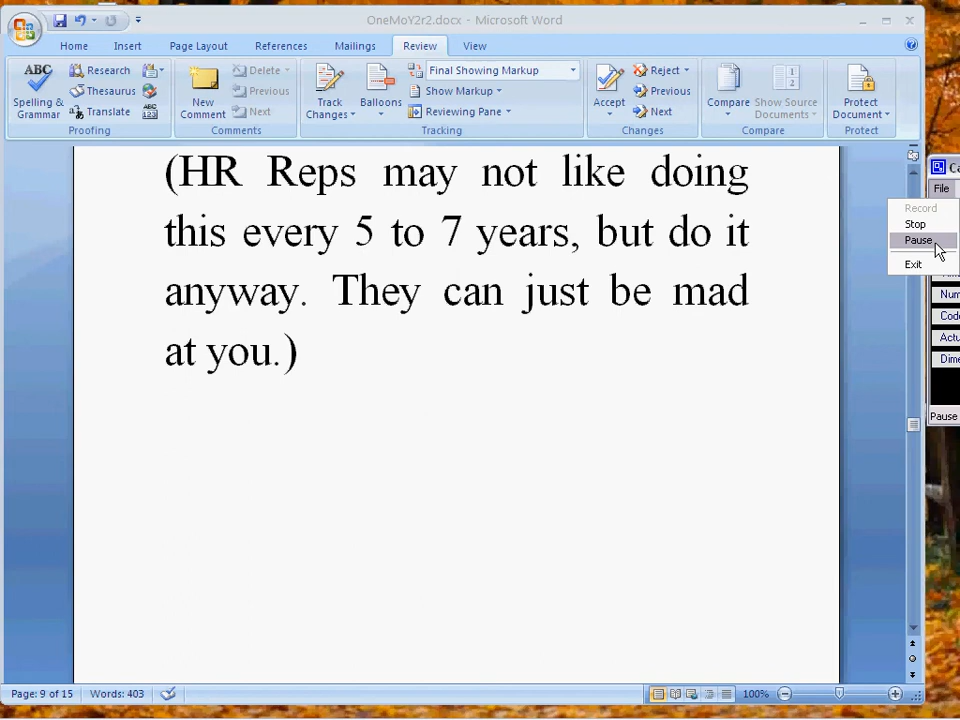 OneMoY2r2.docx - Microsoft Word
Home Insert Page Layout References Mailings Review View
ABC
Spelling & Grammar
Research
Thesaurus
Translate
ABC
123
Proofing
New Comment
Delete
Previous
Next
Comments
Track Changes
Balloons
Final Showing Markup
Show Markup
Reviewing Pane
Tracking
Accept
Reject
Previous
Next
Changes
Compare
Show Source Documents
Compare
Protect Document
Protect
(HR Reps may not like doing
this every 5 to 7 years, but do it
anyway. They can just be mad
at you.)
File
Record
Stop
Pause
Exit
Pause
Page: 9 of 15 Words: 403 100%